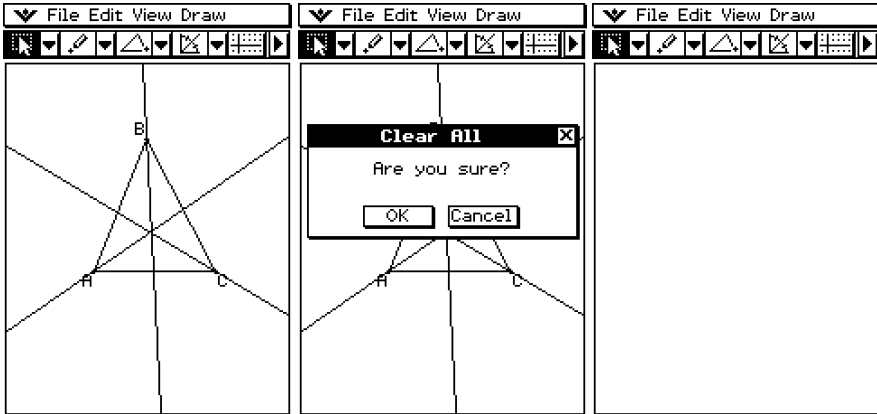 File Edit View Draw
B
A
C
File Edit View Draw
Clear All
Are you sure?
OK Cancel
A
C
File Edit View Draw